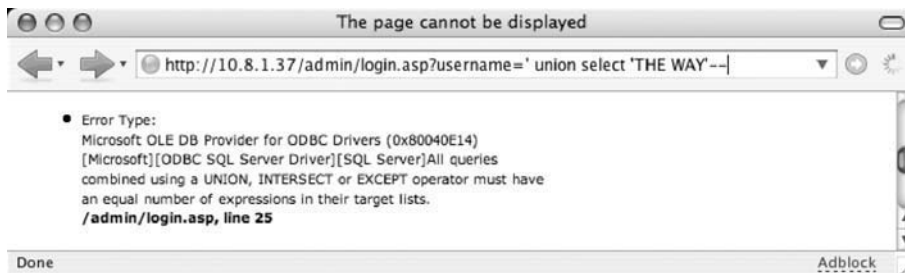 The page cannot be displayed
http://10.8.1.37/admin/login.asp?username=' union select 'THE WAY'--
Error Type:
Microsoft OLE DB Provider for ODBC Drivers (0x80040E14)
[Microsoft][ODBC SQL Server Driver][SQL Server]All queries
combined using a UNION, INTERSECT or EXCEPT operator must have
an equal number of expressions in their target lists.
/admin/login.asp, line 25
Done Adblock